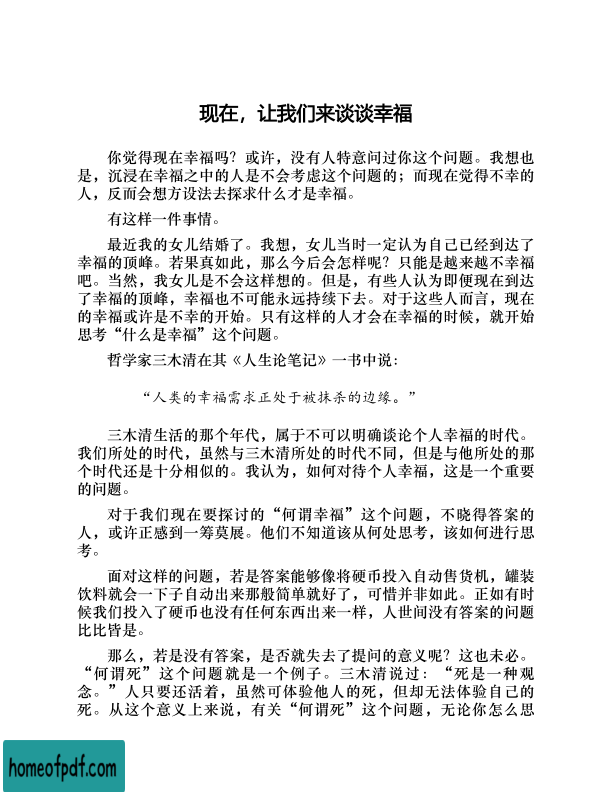 现在，让我们来谈谈幸福
你觉得现在幸福吗？或许，没有人特意问过你这个问题。我想也
是，沉浸在幸福之中的人是不会考虑这个问题的；而现在觉得不幸的
人，反而会想方设法去探求什么才是幸福。
有这样一件事情。
最近我的女儿结婚了。我想，女儿当时一定认为自己已经到达了
幸福的顶峰。若果真如此，那么今后会怎样呢？只能是越来越不幸福
吧。当然，我女儿是不会这样想的。但是，有些人认为即便现在到达
了幸福的顶峰，幸福也不可能永远持续下去。对于这些人而言，现在
的幸福或许是不幸的开始。只有这样的人才会在幸福的时候，就开始
思考“什么是幸福”这个问题。
哲学家三木清在其《人生论笔记》一书中说：
“人类的幸福需求正处于被抹杀的边缘。”
三木清生活的那个年代，属于不可以明确谈论个人幸福的时代。
我们所处的时代，虽然与三木清所处的时代不同，但是与他所处的那
个时代还是十分相似的。我认为，如何对待个人幸福，这是一个重要
的问题。
对于我们现在要探讨的“何谓幸福”这个问题，不晓得答案的
人，或许正感到一筹莫展。他们不知道该从何处思考，该如何进行思
考。
面对这样的问题，若是答案能够像将硬币投入自动售货机，罐装
饮料就会一下子自动出来那般简单就好了，可惜并非如此。正如有时
候我们投入了硬币也没有任何东西出来一样，人世间没有答案的问题
比比皆是。
那么，若是没有答案，是否就失去了提问的意义呢？这也未必。
“何谓死”这个问题就是一个例子。三木清说过：“死是一种观
念。”人只要还活着，虽然可体验他人的死，但却无法体验自己的
死。从这个意义上来说，有关“何谓死”这个问题，无论你怎么思
homeofpdf.com